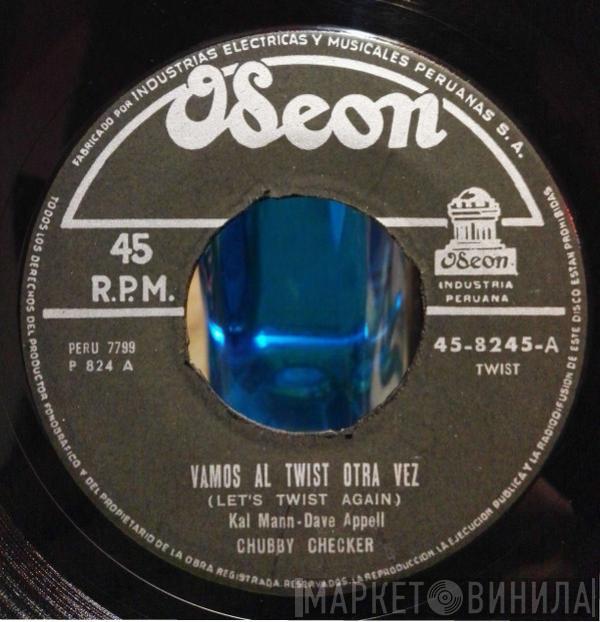 FABRICADO POR INDUSTRIAS ELECTRICAS Y MUSICALES PERUANAS S.A.
Odeon
45
R.P.M.
Odeon.
INDUSTRIA
PERUANA
PERU 7799
P 824 A
45-8245-A
TWIST
VAMOS AL TWIST OTRA VEZ
(LET'S TWIST AGAIN)
Kal Mann-Dave Appell
CHUBBY CHECKER
TODOS LOS DERECHOS DEL PRODUCTOR FONOGRAFICO Y DEL PROPIETARIO DE LA OBRA REGISTRADA RESERVADOS LA REPRODUCCION LA EJECUCION PUBLICA Y LA RADIODIFUSION DE ESTE DISCO ESTAN PROHIBIDAS
МАРКЕТ ВИНИЛА